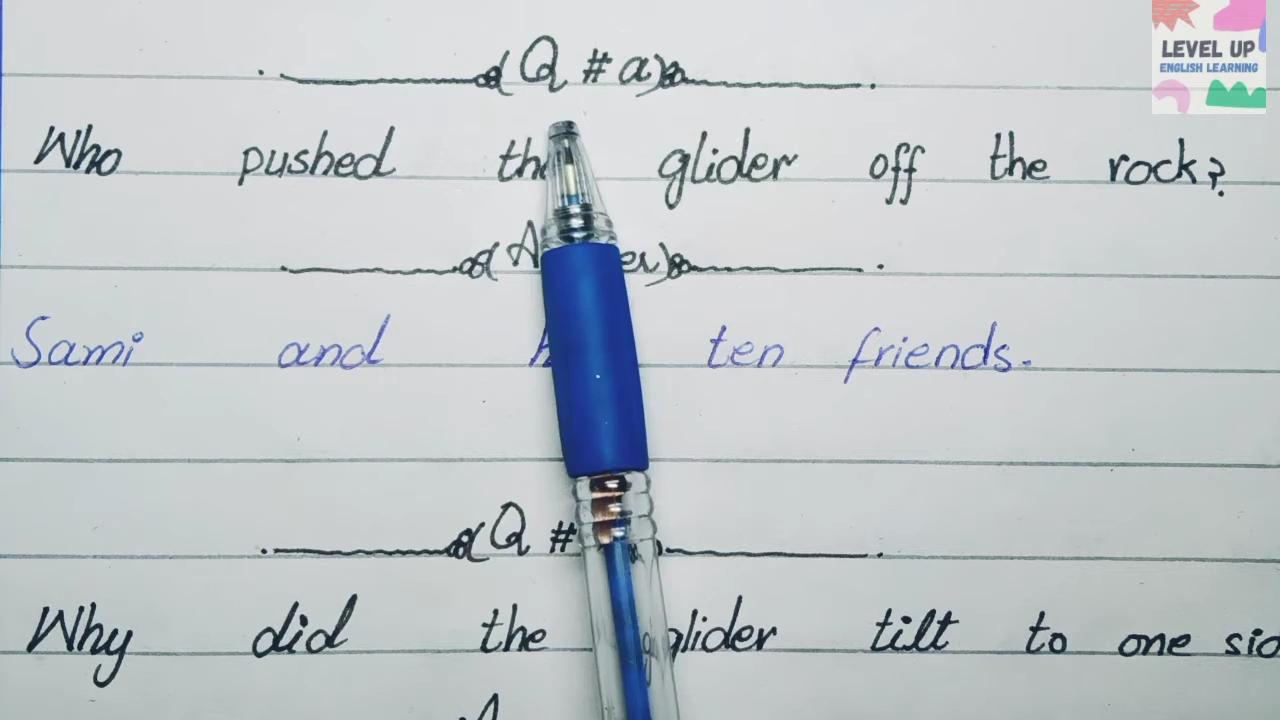 LEVEL UP
ENGLISH LEARNING
(Q # a)
Who pushed the glider off the rock?
Sami and ten friends.
(Q #
Why did the glider tilt to one